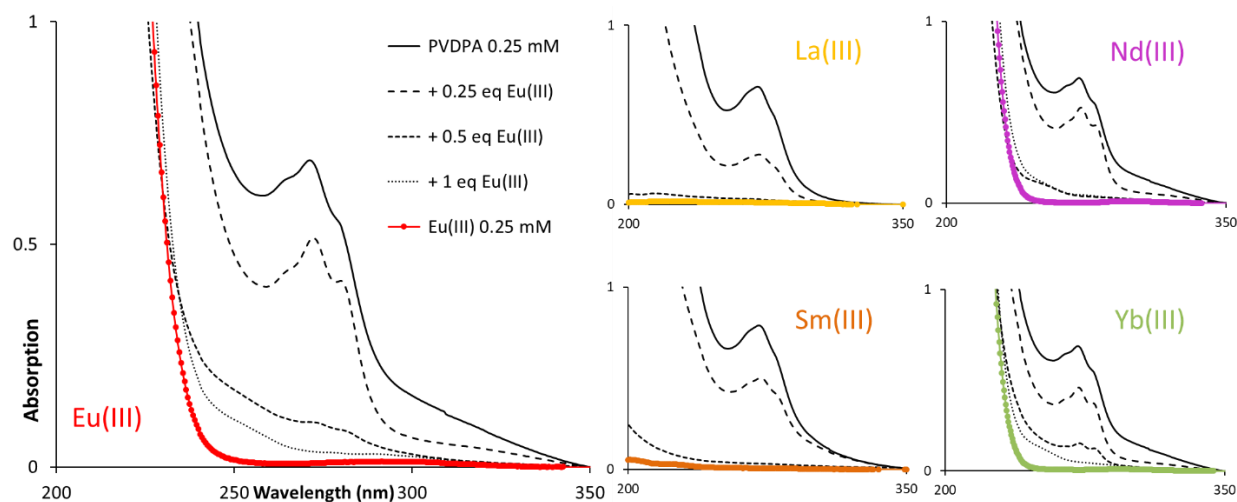 1
PVDPA 0.25 mM
+ 0.25 eq Eu(III)
+ 0.5 eq Eu(III)
+ 1 eq Eu(III)
Eu(III) 0.25 mM
0.5
Absorption
Eu(III)
0
200
250
Wavelength (nm)
300
350
1
La(III)
0
200
350
1
Nd(III)
0
200
350
1
Sm(III)
0
200
350
1
Yb(III)
0
200
350